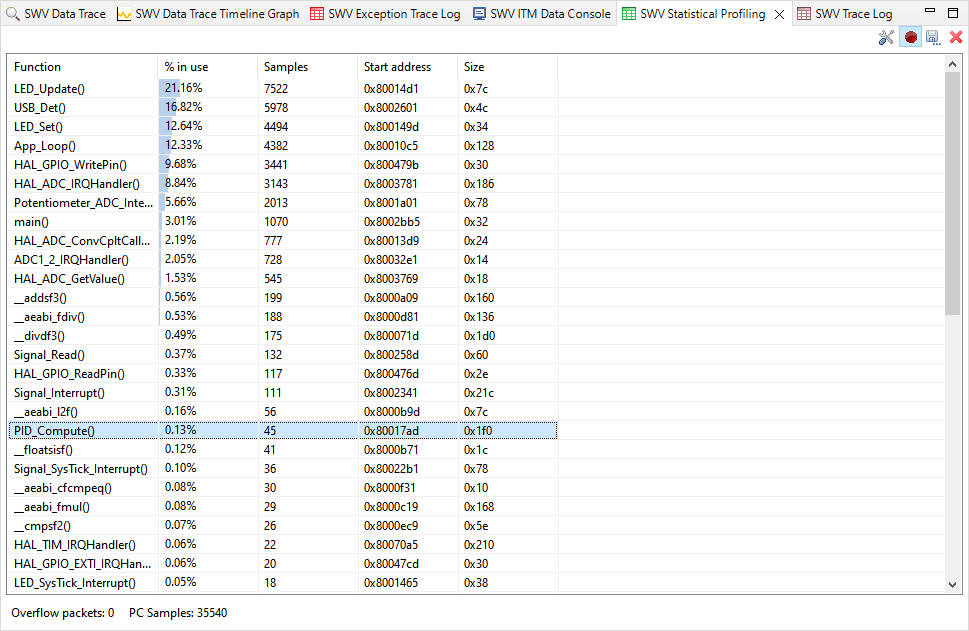 SWV Data Trace SWV Data Trace Timeline Graph SWV Exception Trace Log SWV ITM Data Console SWV Statistical Profiling SWV Trace Log
Function % in use Samples Start address Size
LED_Update() 21.16% 7522 0x80014d1 0x7c
USB_Det() 16.82% 5978 0x8002601 0x4c
LED_Set() 12.64% 4494 0x800149d 0x34
App_Loop() 12.33% 4382 0x80010c5 0x128
HAL_GPIO_WritePin() 9.68% 3441 0x800479b 0x30
HAL_ADC_IRQHandler() 8.84% 3143 0x8003781 0x186
Potentiometer_ADC_Inte... 5.66% 2013 0x8001a01 0x78
main() 3.01% 1070 0x8002bb5 0x32
HAL_ADC_ConvCpltCall... 2.19% 777 0x80013d9 0x24
ADC1_2_IRQHandler() 2.05% 728 0x80032e1 0x14
HAL_ADC_GetValue() 1.53% 545 0x8003769 0x18
__addsf3() 0.56% 199 0x8000a09 0x160
__aeabi_fdiv() 0.53% 188 0x8000d81 0x136
__divdf3() 0.49% 175 0x800071d 0x1d0
Signal_Read() 0.37% 132 0x800258d 0x60
HAL_GPIO_ReadPin() 0.33% 117 0x800476d 0x2e
Signal_Interrupt() 0.31% 111 0x8002341 0x21c
__aeabi_l2f() 0.16% 56 0x8000b9d 0x7c
PID_Compute() 0.13% 45 0x80017ad 0x1f0
__floatsisf() 0.12% 41 0x8000b71 0x1c
Signal_SysTick_Interrupt() 0.10% 36 0x80022b1 0x78
__aeabi_cfcmpeq() 0.08% 30 0x8000f31 0x10
__aeabi_fmul() 0.08% 29 0x8000c19 0x168
__cmpsf2() 0.07% 26 0x8000ec9 0x5e
HAL_TIM_IRQHandler() 0.06% 22 0x80070a5 0x210
HAL_GPIO_EXTI_IRQHan... 0.06% 20 0x80047cd 0x30
LED_SysTick_Interrupt() 0.05% 18 0x8001465 0x38
Overflow packets: 0 PC Samples: 35540